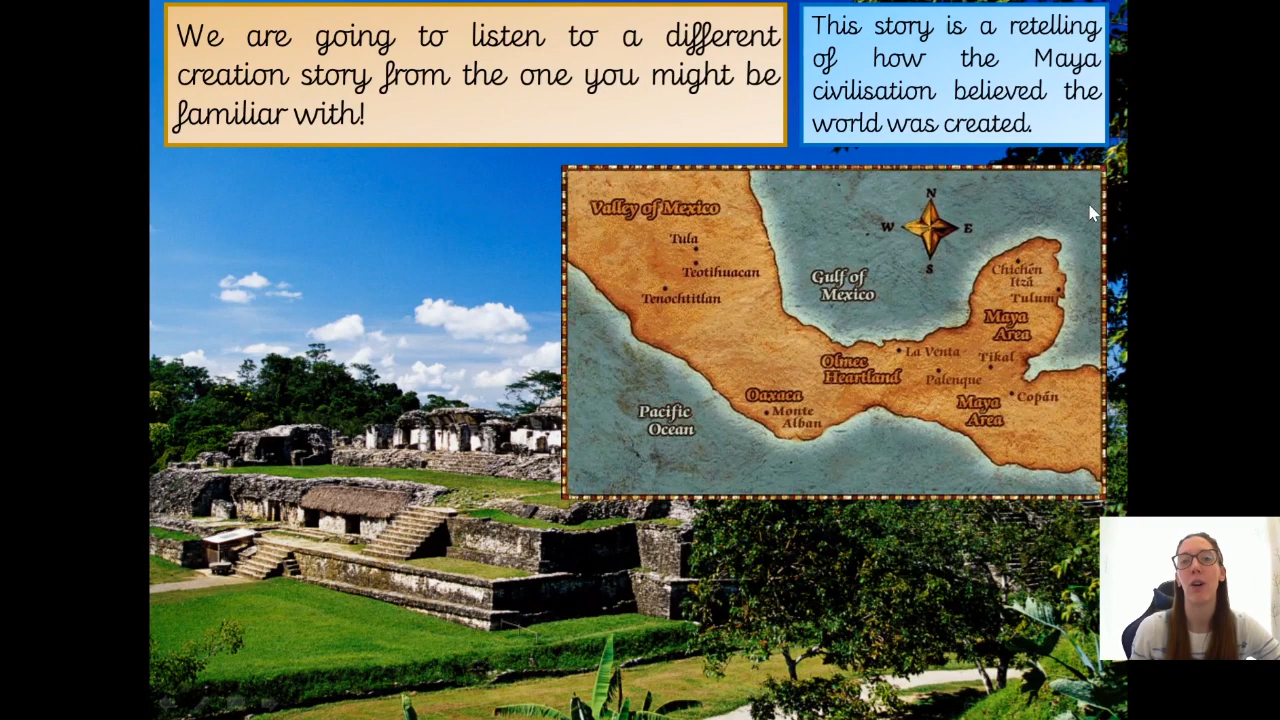 We are going to listen to a different
creation story from the one you might be
familiar with!
This story is a retelling
of how the Maya
civilisation believed the
world was created.
Valley of Mexico
Tula
Teotihuacan
Tenochtitlan
Gulf of
Mexico
N
W E
S
Chichén
Itzá
Tulum
Maya
Area
Olmec
Heartland
La Venta
Tikal
Palenque
Copán
Maya
Area
Oaxaca
Monte
Alban
Pacific
Ocean